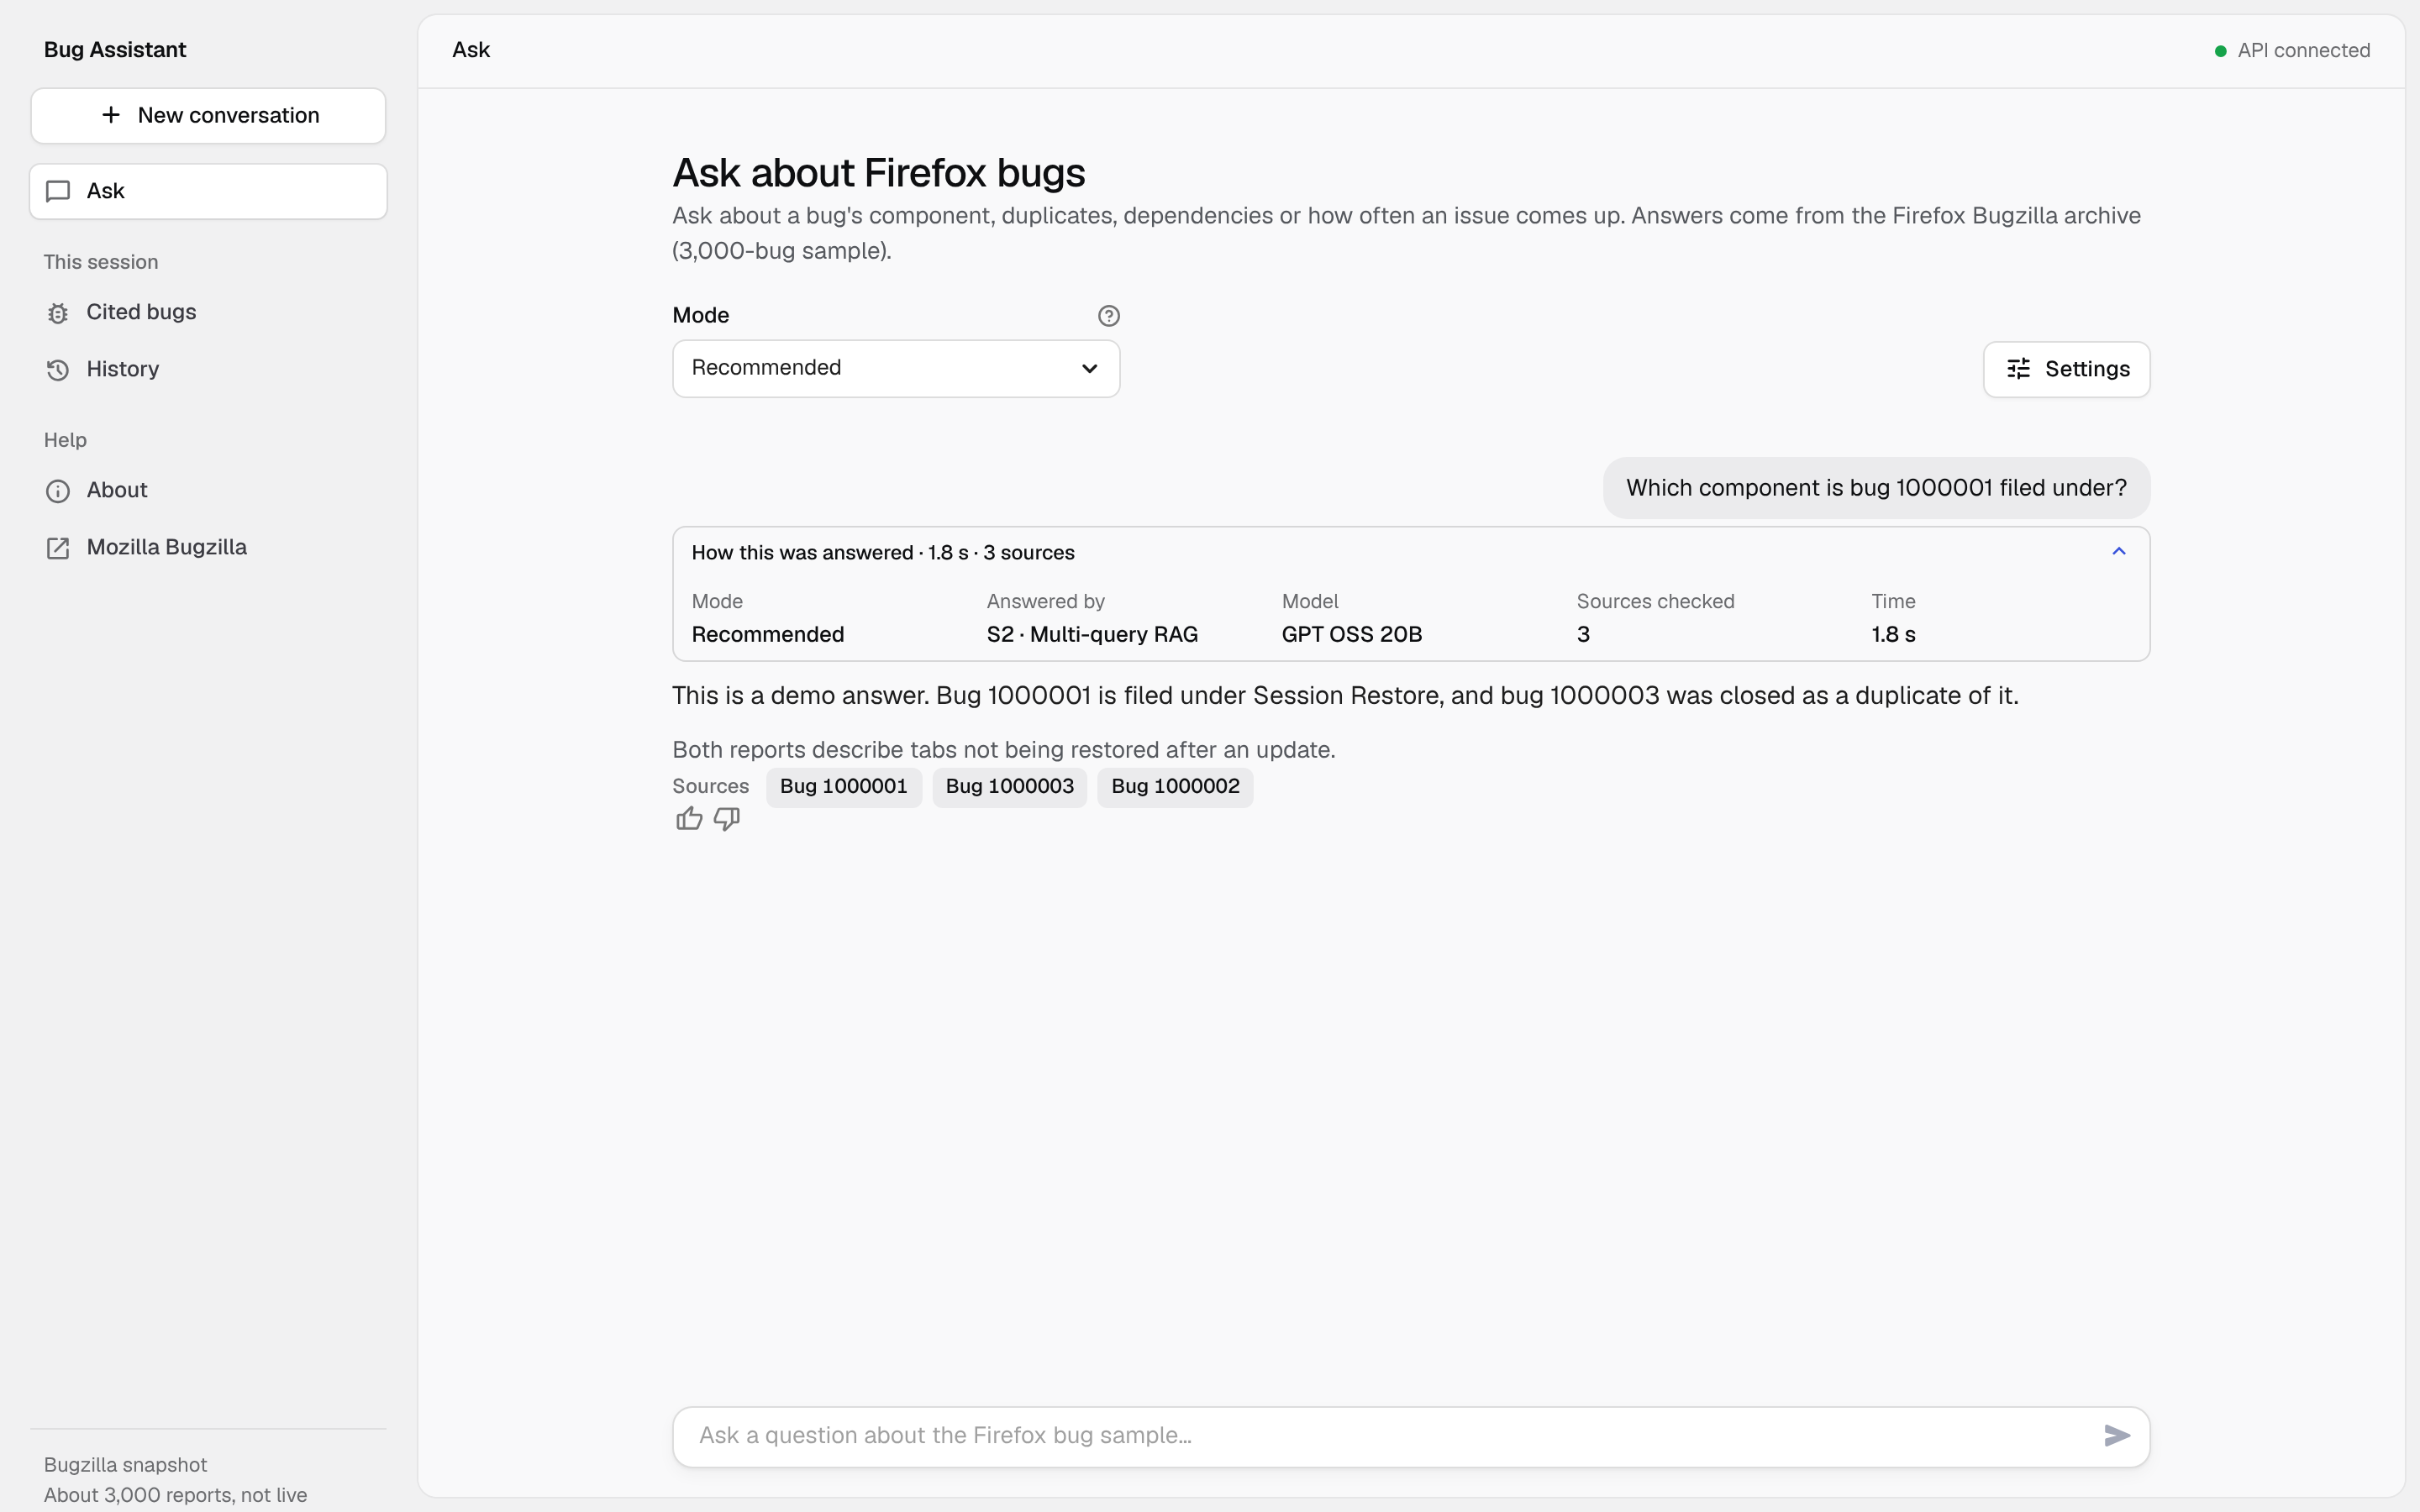 Bug Assistant
New conversation
Ask
This session
Cited bugs
History
Help
About
Mozilla Bugzilla
Bugzilla snapshot
About 3,000 reports, not live
Ask
API connected
Ask about Firefox bugs
Ask about a bug's component, duplicates, dependencies or how often an issue comes up. Answers come from the Firefox Bugzilla archive
(3,000-bug sample).
Mode
Recommended
Settings
Which component is bug 1000001 filed under?
How this was answered · 1.8 s · 3 sources
Mode Answered by Model Sources checked Time
Recommended S2 · Multi-query RAG GPT OSS 20B 3 1.8 s
This is a demo answer. Bug 1000001 is filed under Session Restore, and bug 1000003 was closed as a duplicate of it.
Both reports describe tabs not being restored after an update.
Sources Bug 1000001 Bug 1000003 Bug 1000002
Ask a question about the Firefox bug sample…